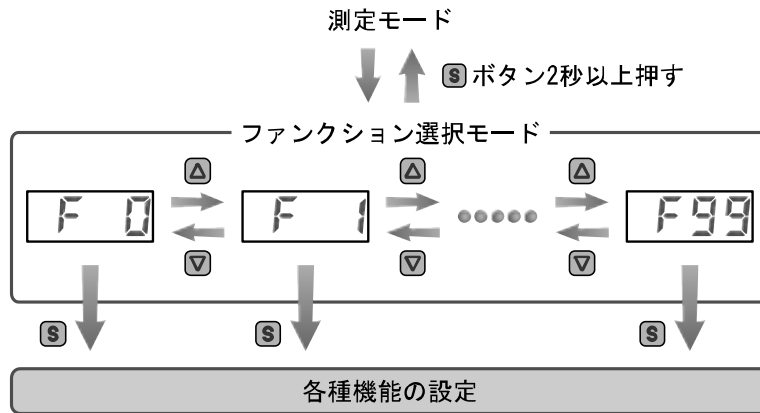 測定モード
S ボタン2秒以上押す
ファンクション選択モード
F 0
F 1
F99
S
S
S
各種機能の設定